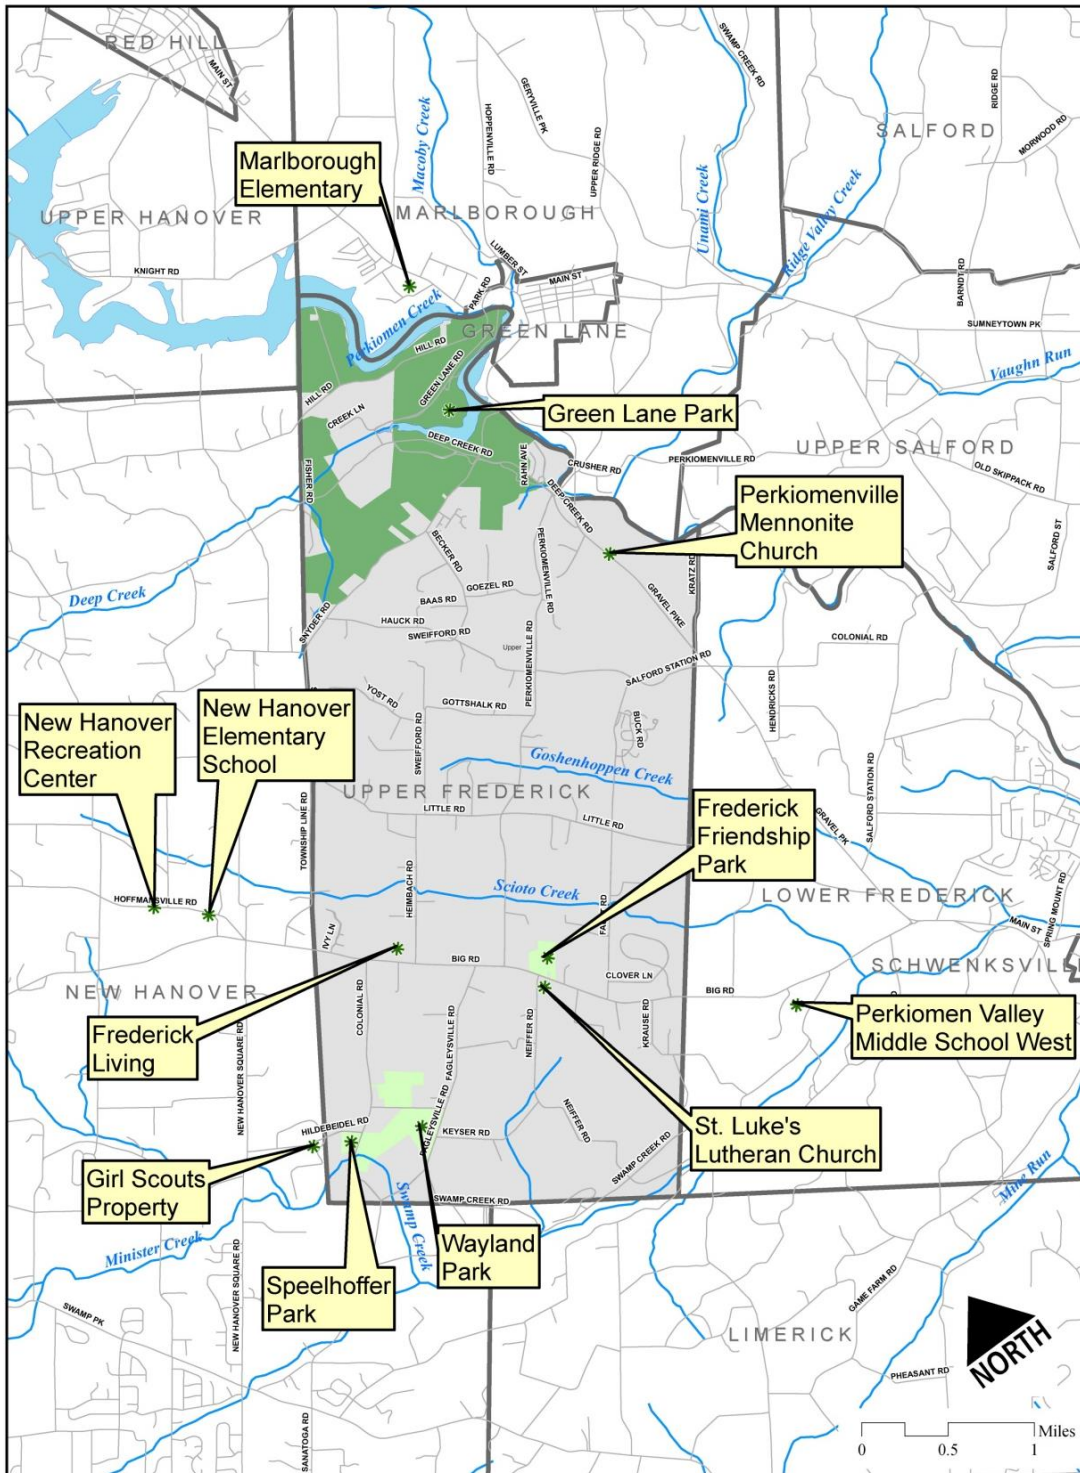 RED HILL
MAIN ST
SWAMP CREEK RD
GERYVILLE PK
HOPPENVILLE RD
RIDGE RD
SALFORD
MORWOOD RD
UPPER RIDGE RD
Macoby Creek
Marlborough
Elementary
Unami Creek
Ridge Valley Creek
UPPER HANOVER
MARLBOROUGH
KNIGHT RD
LUMBER ST
MAIN ST
BARNDT RD
PARK RD
Perkiomen Creek
GREEN LANE
SUMNEYTOWN PK
HILL RD
Vaughn Run
HILL RD
GREEN LANE RD
CREEK LN
Green Lane Park
DEEP CREEK RD
RAHN AVE
CRUSHER RD
PERKIOMENVILLE RD
UPPER SALFORD
OLD SKIPPACK RD
FISHER RD
DEEP CREEK RD
Perkiomenville
Mennonite
Church
SALFORD ST
BECKER RD
PERKIOMENVILLE RD
KRATZ RD
Deep Creek
GOEZEL RD
BAAS RD
GRAVEL PIKE
SNYDER RD
HAUCK RD
SWEIFFORD RD
COLONIAL RD
Upper
PERKIOMENVILLE RD
SALFORD STATION RD
YOST RD
GOTTSHALK RD
HENDRICKS RD
New Hanover
Recreation
Center
New Hanover
Elementary
School
SWEIFFORD RD
BUCK RD
Goshenhoppen Creek
SALFORD STATION RD
UPPER FREDERICK
LITTLE RD
LITTLE RD
Frederick
Friendship
Park
GRAVEL PK
TOWNSHIP LINE RD
HEIMBACH RD
Scioto Creek
LOWER FREDERICK
HOFFMANSVILLE RD
MAIN ST
SPRING MOUNT RD
IVY LN
BIG RD
CLOVER LN
SCHWENKSVILLE
NEW HANOVER
BIG RD
Frederick
Living
COLONIAL RD
FAGLEYSVILLE RD
NEIFFER RD
KRAUSE RD
Perkiomen Valley
Middle School West
NEW HANOVER SQUARE RD
HILDEBEIDEL RD
FAGLEYSVILLE RD
KEYSER RD
NEIFFER RD
SWAMP CREEK RD
St. Luke's
Lutheran Church
Girl Scouts
Property
SWAMP CREEK RD
Mine Run
Minister Creek
Swamp Creek
Wayland
Park
Speelhoffer
Park
NEW HANOVER SQUARE RD
SWAMP PK
GAME FARM RD
LIMERICK
PHEASANT RD
NORTH
SANATOGA RD
Miles
0 0.5 1